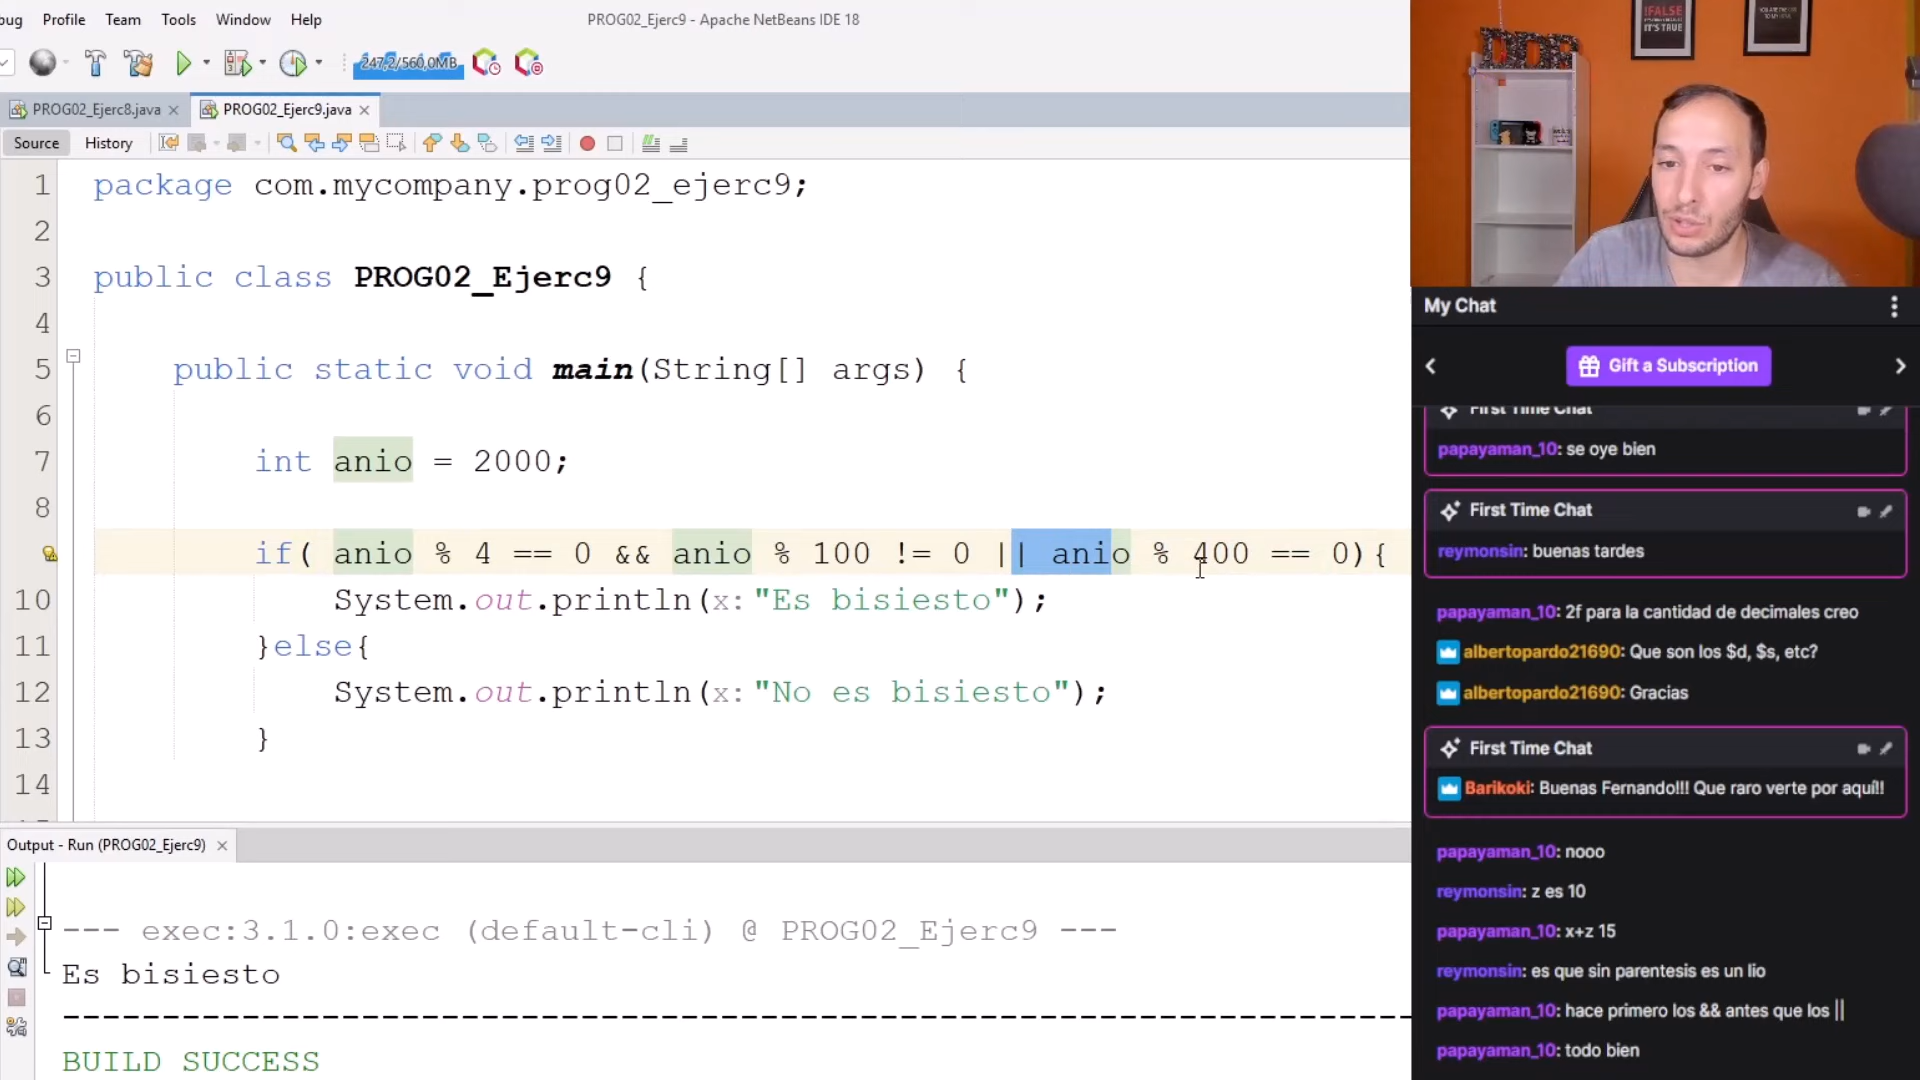 bug Profile Team Tools Window Help
PROG02_Ejerc9 - Apache NetBeans IDE 18
247,2/560,0MB
PROG02_Ejerc8.java
PROG02_Ejerc9.java
Source History
1 package com.mycompany.prog02_ejerc9;
2
3 public class PROG02_Ejerc9 {
4
5 public static void main(String[] args) {
6
7 int anio = 2000;
8
if( anio % 4 == 0 && anio % 100 != 0 || anio % 400 == 0){
10 System.out.println(x:"Es bisiesto");
11 }else{
12 System.out.println(x:"No es bisiesto");
13 }
14
Output - Run (PROG02_Ejerc9)
--- exec:3.1.0:exec (default-cli) @ PROG02_Ejerc9 ---
Es bisiesto
------------------------------------------------------------------------
BUILD SUCCESS
!FALSE
IT'S TRUE
My Chat
Gift a Subscription
First Time Chat
papayaman_10: se oye bien
First Time Chat
reymonsin: buenas tardes
papayaman_10: 2f para la cantidad de decimales creo
albertopardo21690: Que son los $d, $s, etc?
albertopardo21690: Gracias
First Time Chat
Barikoki: Buenas Fernando!!! Que raro verte por aquí!!
papayaman_10: nooo
reymonsin: z es 10
papayaman_10: x+z 15
reymonsin: es que sin parentesis es un lio
papayaman_10: hace primero los && antes que los ||
papayaman_10: todo bien